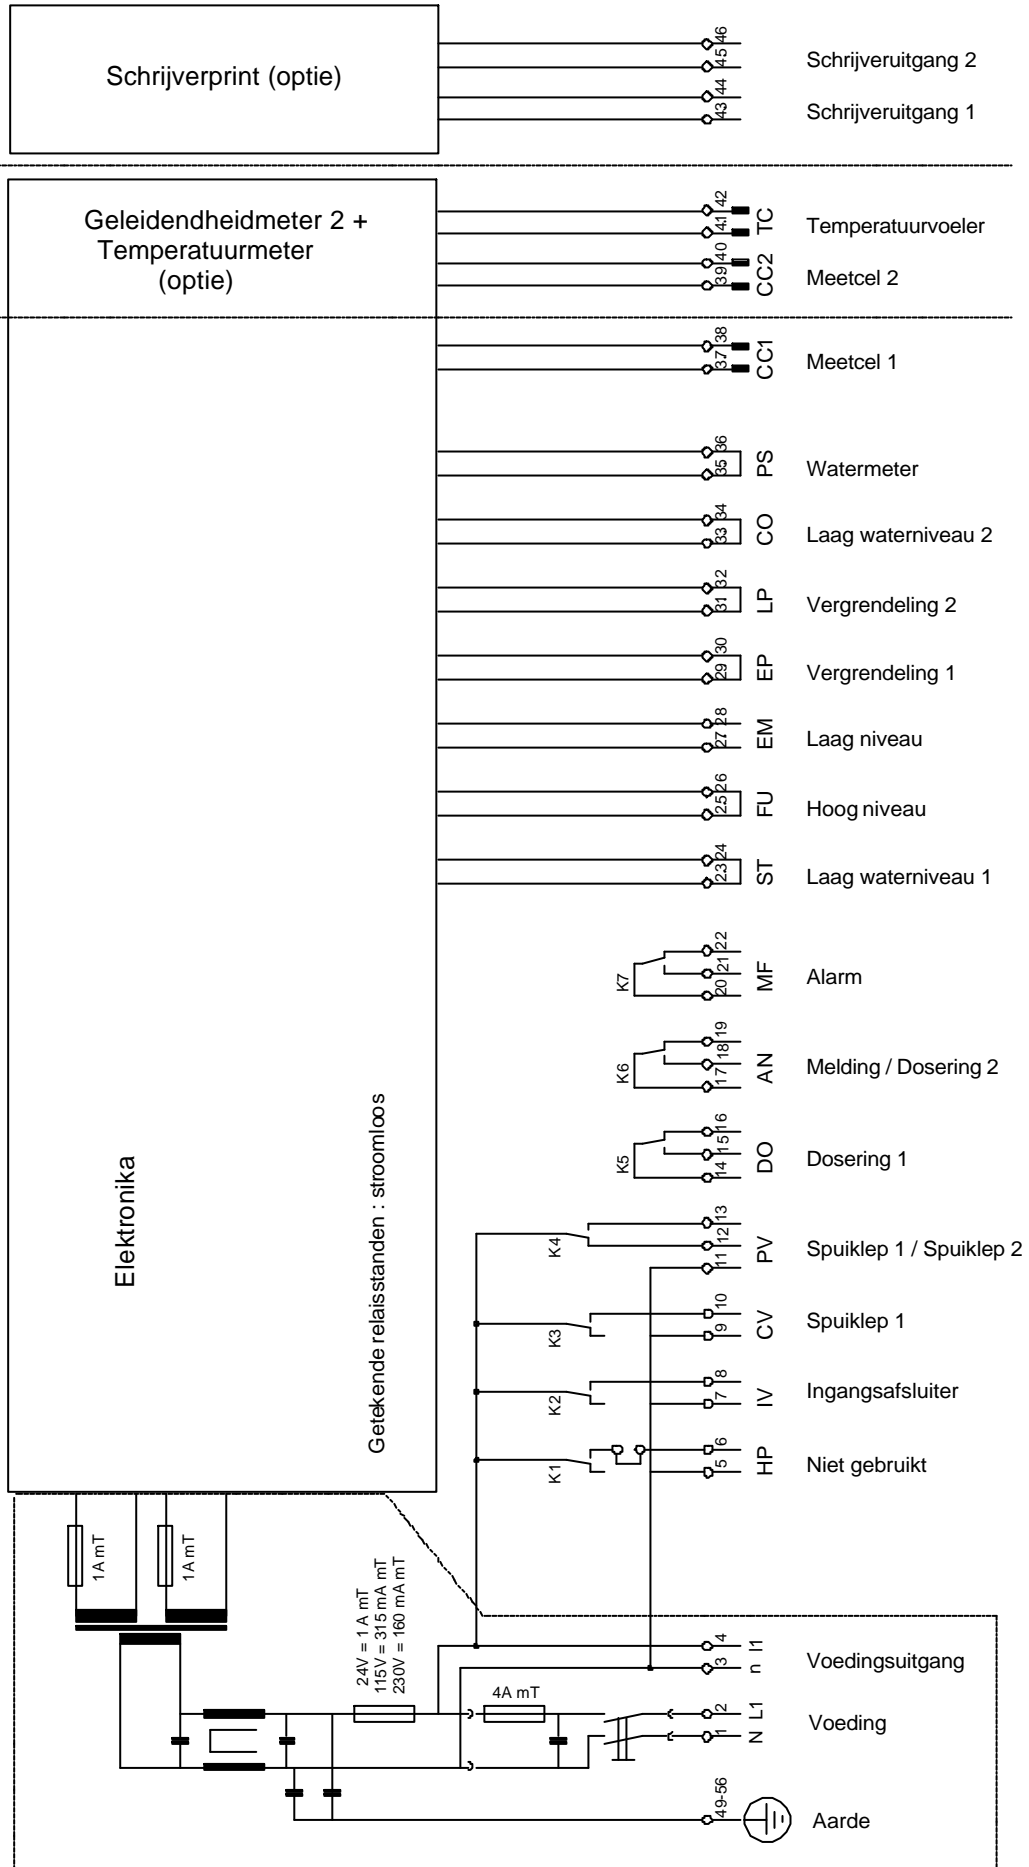 Schrijverprint (optie)
46
45
Schrijveruitgang 2
44
43
Schrijveruitgang 1
Geleidendheidmeter 2 +
Temperatuurmeter
(optie)
42
41
TC
Temperatuurvoeler
40
39
CC2
Meetcel 2
38
37
CC1
Meetcel 1
36
35
PS
Watermeter
34
33
CO
Laag waterniveau 2
32
31
LP
Vergrendeling 2
30
29
EP
Vergrendeling 1
28
27
EM
Laag niveau
26
25
FU
Hoog niveau
24
23
ST
Laag waterniveau 1
K7
22
21
20
MF
Alarm
K6
19
18
17
AN
Melding / Dosering 2
K5
16
15
14
DO
Dosering 1
Elektronika
Getekende relaisstanden : stroomloos
K4
13
12
11
PV
Spuiklep 1 / Spuiklep 2
K3
10
9
CV
Spuiklep 1
K2
8
7
IV
Ingangsafsluiter
K1
6
5
HP
Niet gebruikt
1A mT
1A mT
24V = 1 A mT
115V = 315 mA mT
230V = 160 mA mT
4A mT
4
3
l1
n
Voedingsuitgang
2
1
L1
N
Voeding
49-56
Aarde